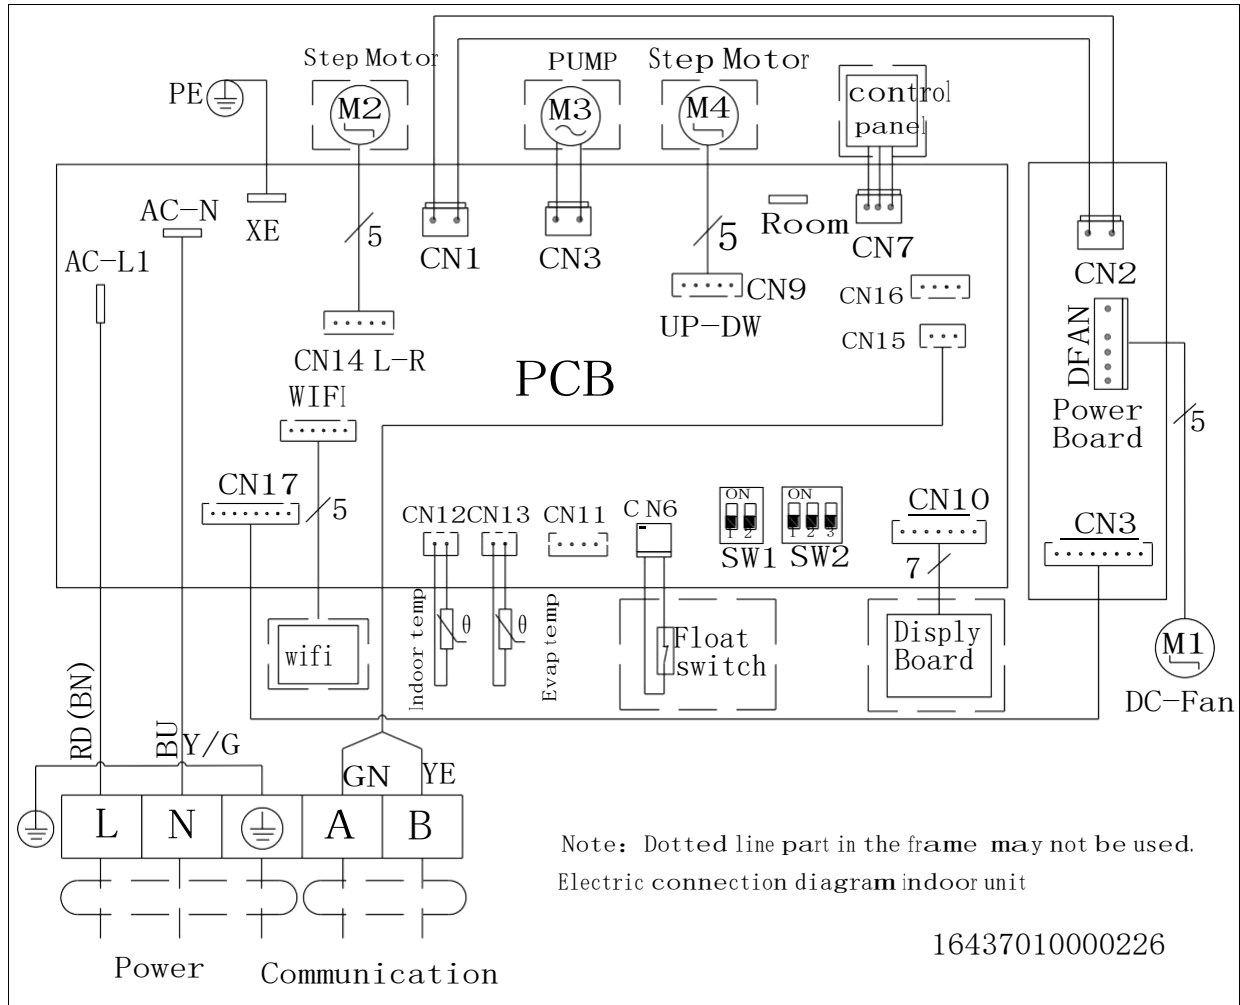 Step Motor
PUMP
Step Motor
PE
M2
M3
M4
control
panel
AC-N
XE
5
CN1
CN3
5
Room
CN7
AC-L1
CN9
UP-DW
CN16
CN15
CN2
CN14 L-R
WIFI
PCB
DFAN
Power
Board
5
CN17
5
CN12
CN13
CN11
CN6
ON
1 2
SW1
ON
1 2 3
SW2
CN10
7
CN3
Indoor temp
θ
θ
Evap temp
wifi
Float
switch
Disply
Board
M1
DC-Fan
RD(BN)
BU
Y/G
GN
YE
L
N
A
B
Note: Dotted line part in the frame may not be used.
Electric connection diagram indoor unit
16437010000226
Power
Communication